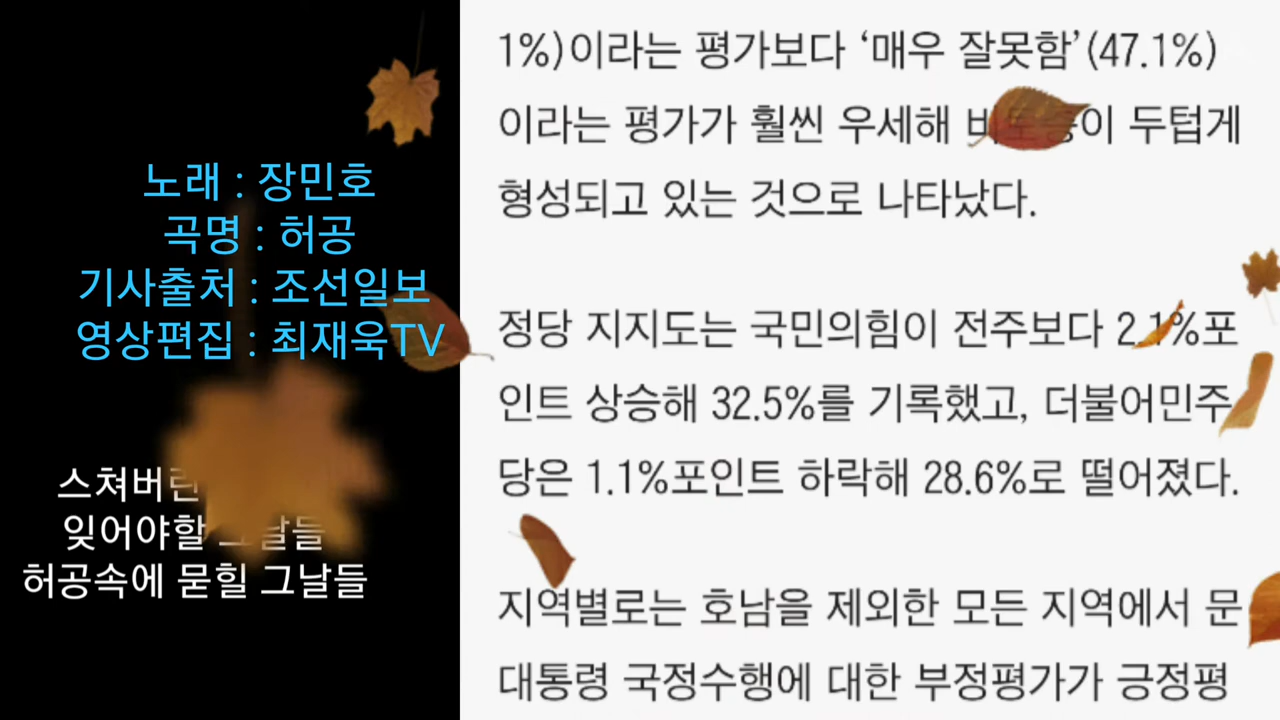 노래 : 장민호
곡명 : 허공
기사출처 : 조선일보
영상편집 : 최재욱TV
스쳐버린
잊어야할 그날들
허공속에 묻힐 그날들
1%)이라는 평가보다 ‘매우 잘못함’(47.1%)
이라는 평가가 훨씬 우세해 두텁게
형성되고 있는 것으로 나타났다.
정당 지지도는 국민의힘이 전주보다 2.1%포
인트 상승해 32.5%를 기록했고, 더불어민주
당은 1.1%포인트 하락해 28.6%로 떨어졌다.
지역별로는 호남을 제외한 모든 지역에서 문
대통령 국정수행에 대한 부정평가가 긍정평